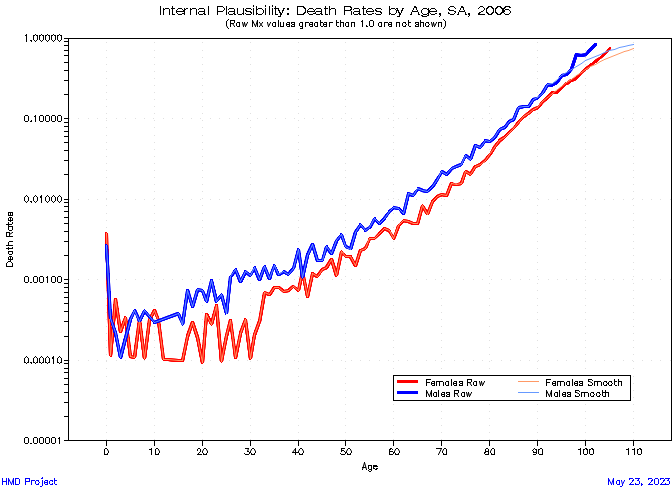 Internal Plausibility: Death Rates by Age, SA, 2006
(Raw Mx values greater than 1.0 are not shown)
1.00000
0.10000
0.01000
0.00100
0.00010
0.00001
Death Rates
0 10 20 30 40 50 60 70 80 90 100 110
Age
Females Raw Females Smooth
Males Raw Males Smooth
HMD Project May 23, 2023